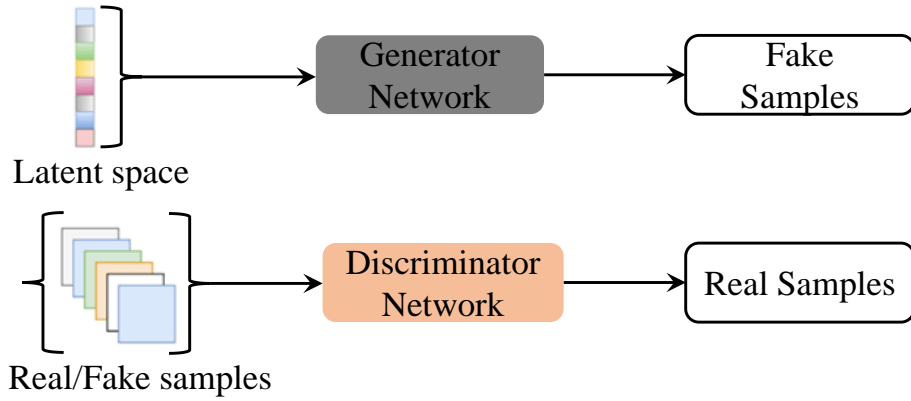 Generator
Network
Fake
Samples
Latent space
Discriminator
Network
Real Samples
Real/Fake samples